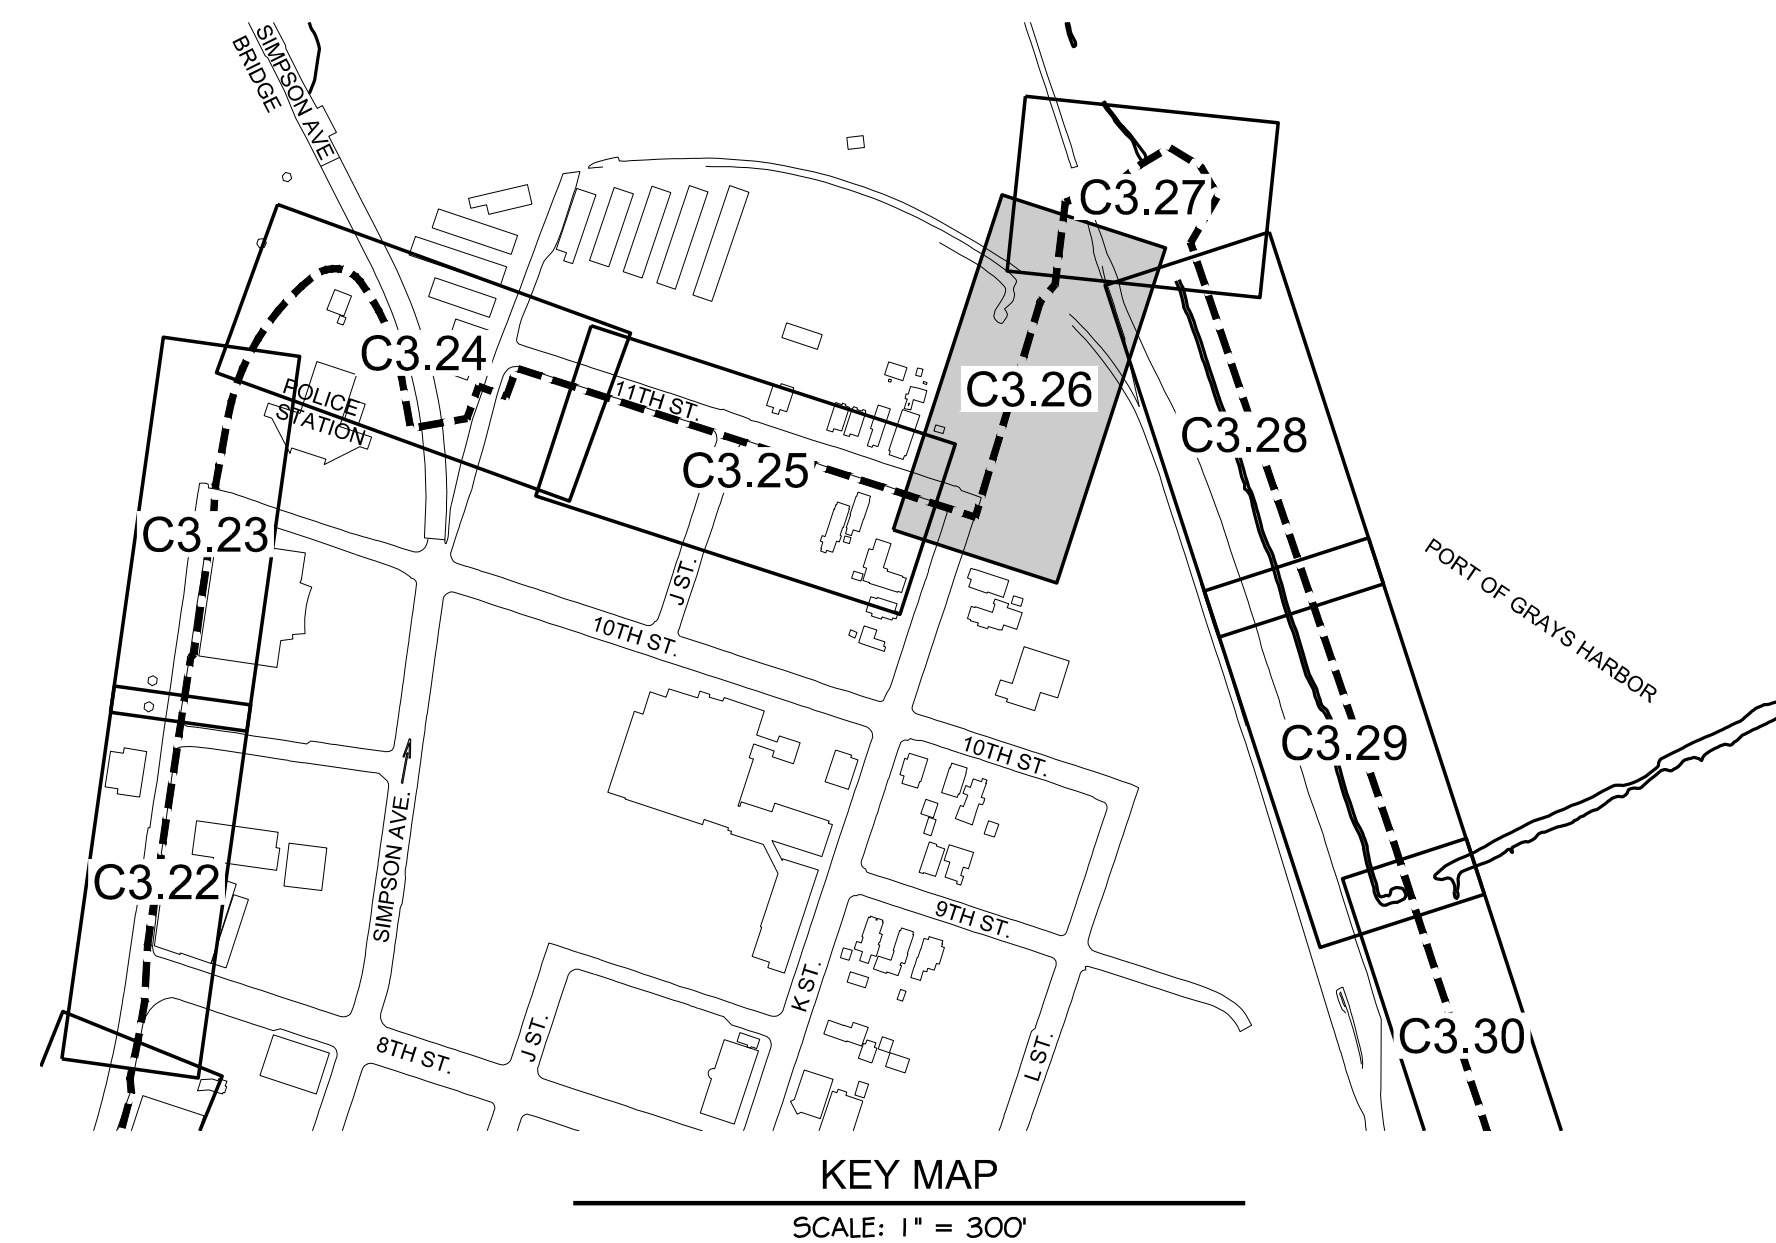 SIMPSON AVE
BRIDGE
C3.27
C3.24
C3.26
POLICE
STATION
11TH ST.
C3.25
C3.28
C3.23
J ST.
10TH ST.
PORT OF GRAYS HARBOR
C3.29
10TH ST.
SIMPSON AVE.
C3.22
9TH ST.
K ST.
J ST.
8TH ST.
L ST.
C3.30
KEY MAP
SCALE: 1" = 300'